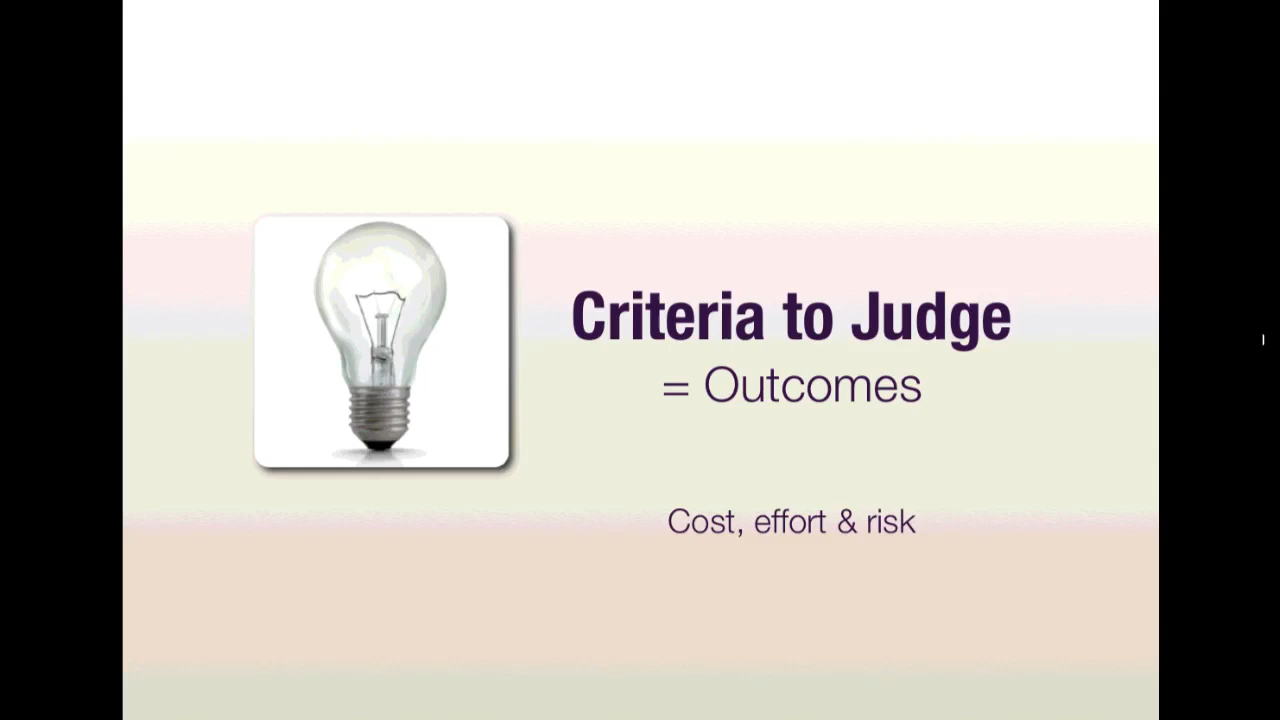 Criteria to Judge
= Outcomes
Cost, effort & risk